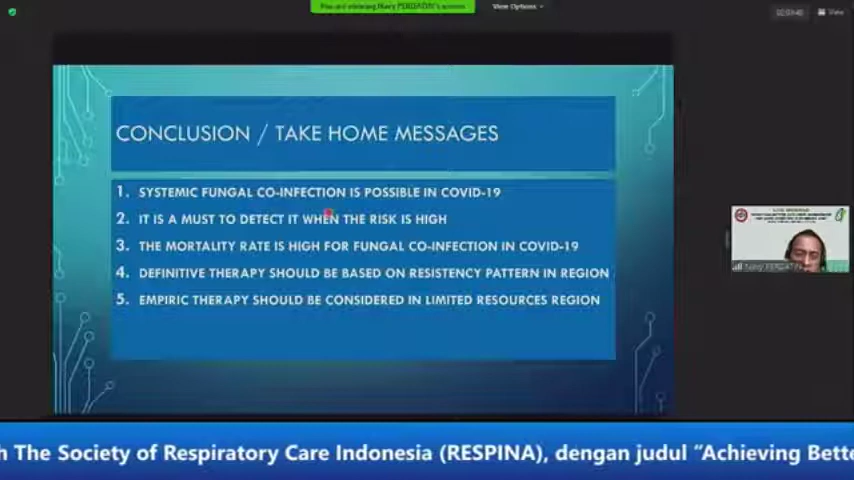 View Options
View
CONCLUSION / TAKE HOME MESSAGES
1. SYSTEMIC FUNGAL CO-INFECTION IS POSSIBLE IN COVID-19
2. IT IS A MUST TO DETECT IT WHEN THE RISK IS HIGH
3. THE MORTALITY RATE IS HIGH FOR FUNGAL CO-INFECTION IN COVID-19
4. DEFINITIVE THERAPY SHOULD BE BASED ON RESISTENCY PATTERN IN REGION
5. EMPIRIC THERAPY SHOULD BE CONSIDERED IN LIMITED RESOURCES REGION
h The Society of Respiratory Care Indonesia (RESPINA), dengan judul “Achieving Bette